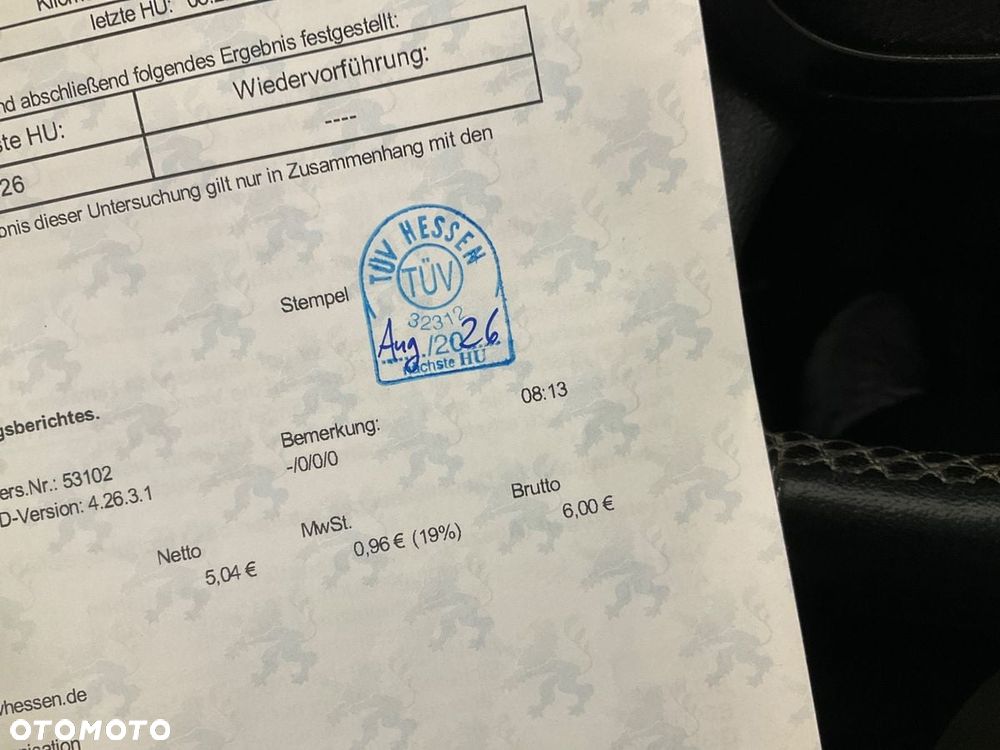 letzte HU:
nd abschließend folgendes Ergebnis festgestellt:
ste HU:
Wiedervorführung:
26
----
bnis dieser Untersuchung gilt nur in Zusammenhang mit den
Stempel
TÜV HESSEN
TÜV
32312
Aug./2026
Nächste HU
gsberichtes.
08:13
Bemerkung:
-/0/0/0
ers.Nr.: 53102
D-Version: 4.26.3.1
Netto
MwSt.
Brutto
5,04 €
0,96 € (19%)
6,00 €
vhessen.de
OTOMOTO